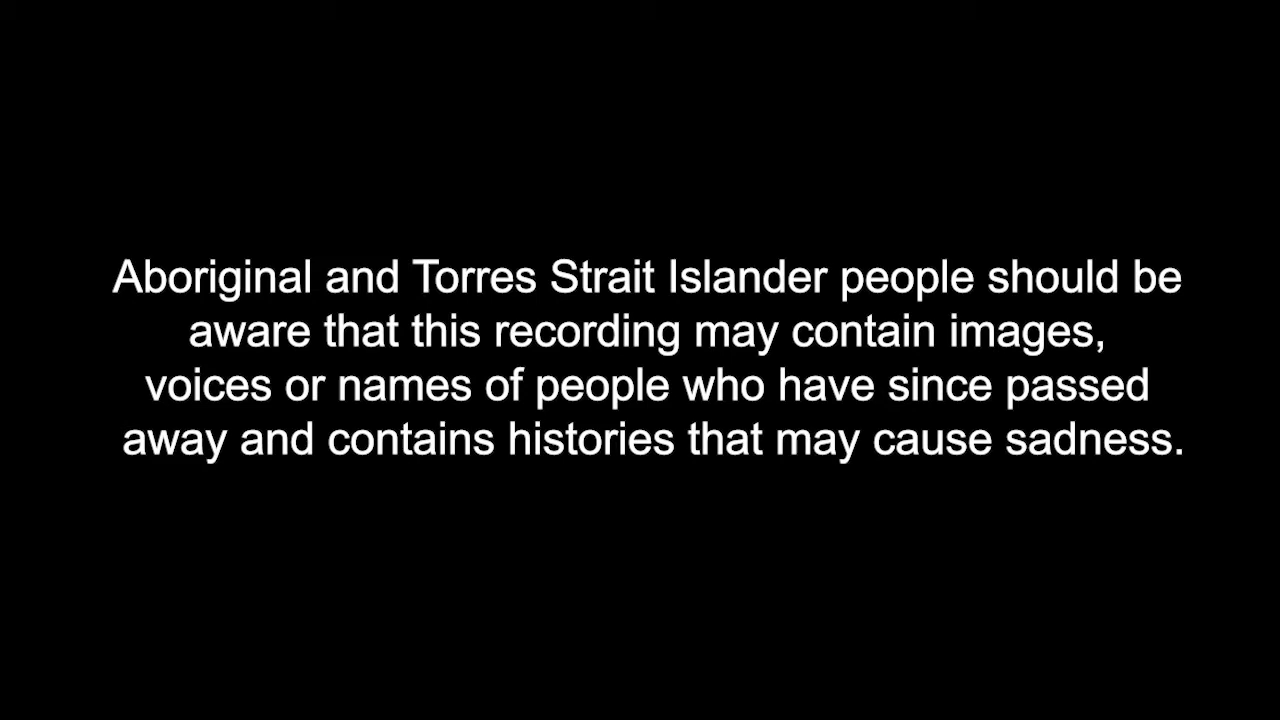 Aboriginal and Torres Strait Islander people should be
aware that this recording may contain images,
voices or names of people who have since passed
away and contains histories that may cause sadness.